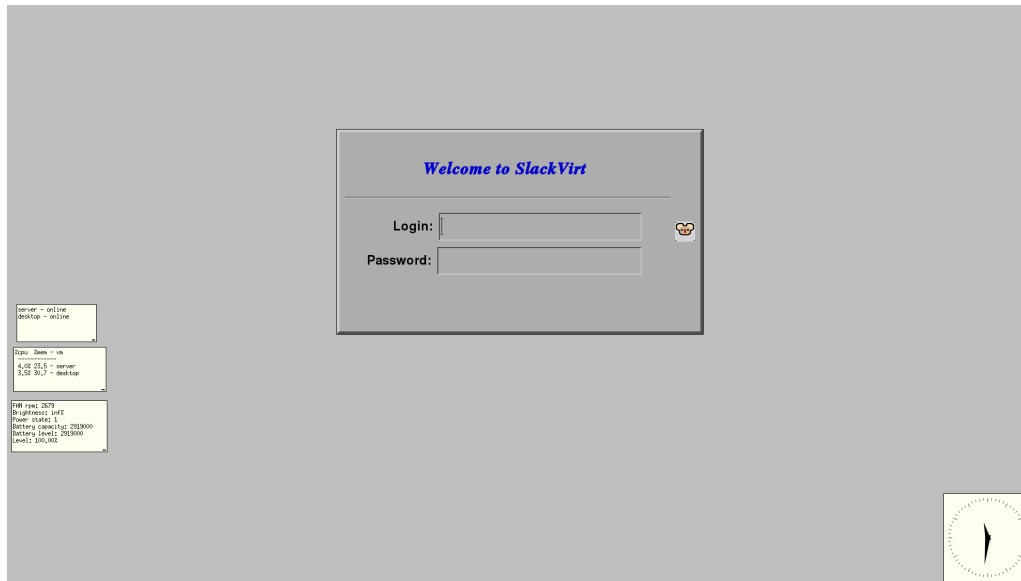 Welcome to SlackVirt
Login:
Password:
server - online
desktop - online
%cpu %mem - vm
------------
4.0% 23.5 - server
3.5% 30.7 - desktop
FAN rpm: 2679
Brightness: inf%
Power state: 1
Battery capacity: 2919000
Battery level: 2919000
Level: 100.00%